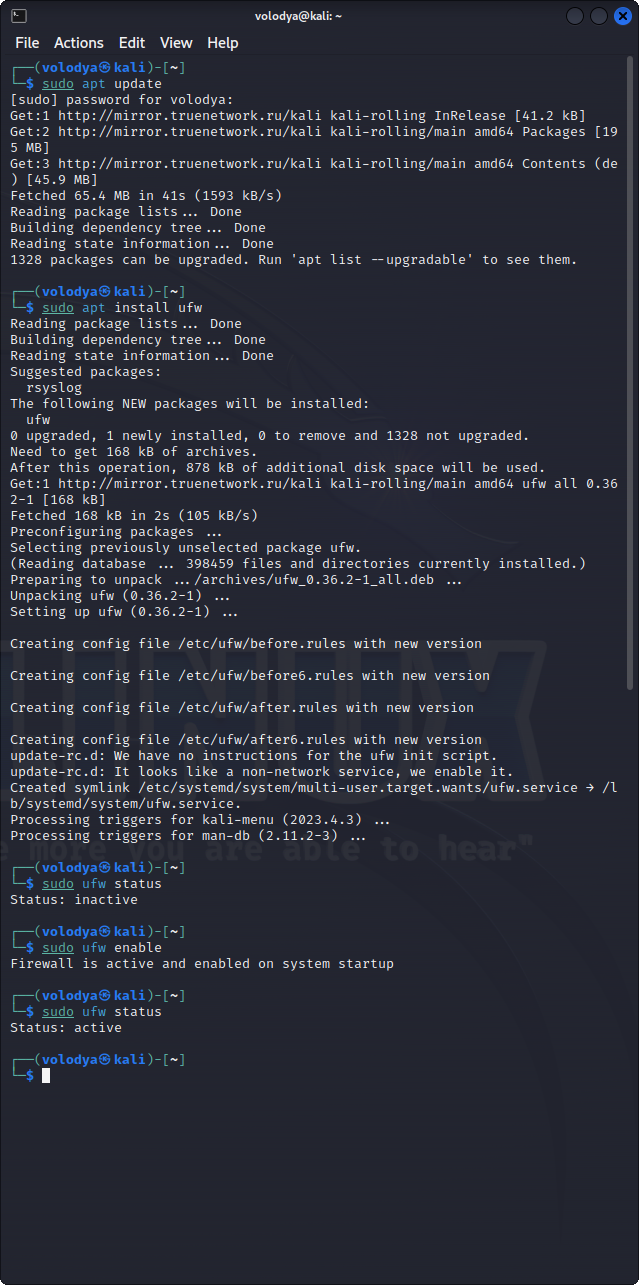 volodya@kali: ~
File Actions Edit View Help
┌──(volodya㉿kali)-[~]
└─$ sudo apt update
[sudo] password for volodya:
Get:1 http://mirror.truenetwork.ru/kali kali-rolling InRelease [41.2 kB]
Get:2 http://mirror.truenetwork.ru/kali kali-rolling/main amd64 Packages [19
5 MB]
Get:3 http://mirror.truenetwork.ru/kali kali-rolling/main amd64 Contents (de
) [45.9 MB]
Fetched 65.4 MB in 41s (1593 kB/s)
Reading package lists... Done
Building dependency tree... Done
Reading state information... Done
1328 packages can be upgraded. Run 'apt list --upgradable' to see them.
┌──(volodya㉿kali)-[~]
└─$ sudo apt install ufw
Reading package lists... Done
Building dependency tree... Done
Reading state information... Done
Suggested packages:
rsyslog
The following NEW packages will be installed:
ufw
0 upgraded, 1 newly installed, 0 to remove and 1328 not upgraded.
Need to get 168 kB of archives.
After this operation, 878 kB of additional disk space will be used.
Get:1 http://mirror.truenetwork.ru/kali kali-rolling/main amd64 ufw all 0.36
2-1 [168 kB]
Fetched 168 kB in 2s (105 kB/s)
Preconfiguring packages ...
Selecting previously unselected package ufw.
(Reading database ... 398459 files and directories currently installed.)
Preparing to unpack .../archives/ufw_0.36.2-1_all.deb ...
Unpacking ufw (0.36.2-1) ...
Setting up ufw (0.36.2-1) ...
Creating config file /etc/ufw/before.rules with new version
Creating config file /etc/ufw/before6.rules with new version
Creating config file /etc/ufw/after.rules with new version
Creating config file /etc/ufw/after6.rules with new version
update-rc.d: We have no instructions for the ufw init script.
update-rc.d: It looks like a non-network service, we enable it.
Created symlink /etc/systemd/system/multi-user.target.wants/ufw.service → /l
b/systemd/system/ufw.service.
Processing triggers for kali-menu (2023.4.3) ...
Processing triggers for man-db (2.11.2-3) ...
e more you are able to hear"
┌──(volodya㉿kali)-[~]
└─$ sudo ufw status
Status: inactive
┌──(volodya㉿kali)-[~]
└─$ sudo ufw enable
Firewall is active and enabled on system startup
┌──(volodya㉿kali)-[~]
└─$ sudo ufw status
Status: active
┌──(volodya㉿kali)-[~]
└─$